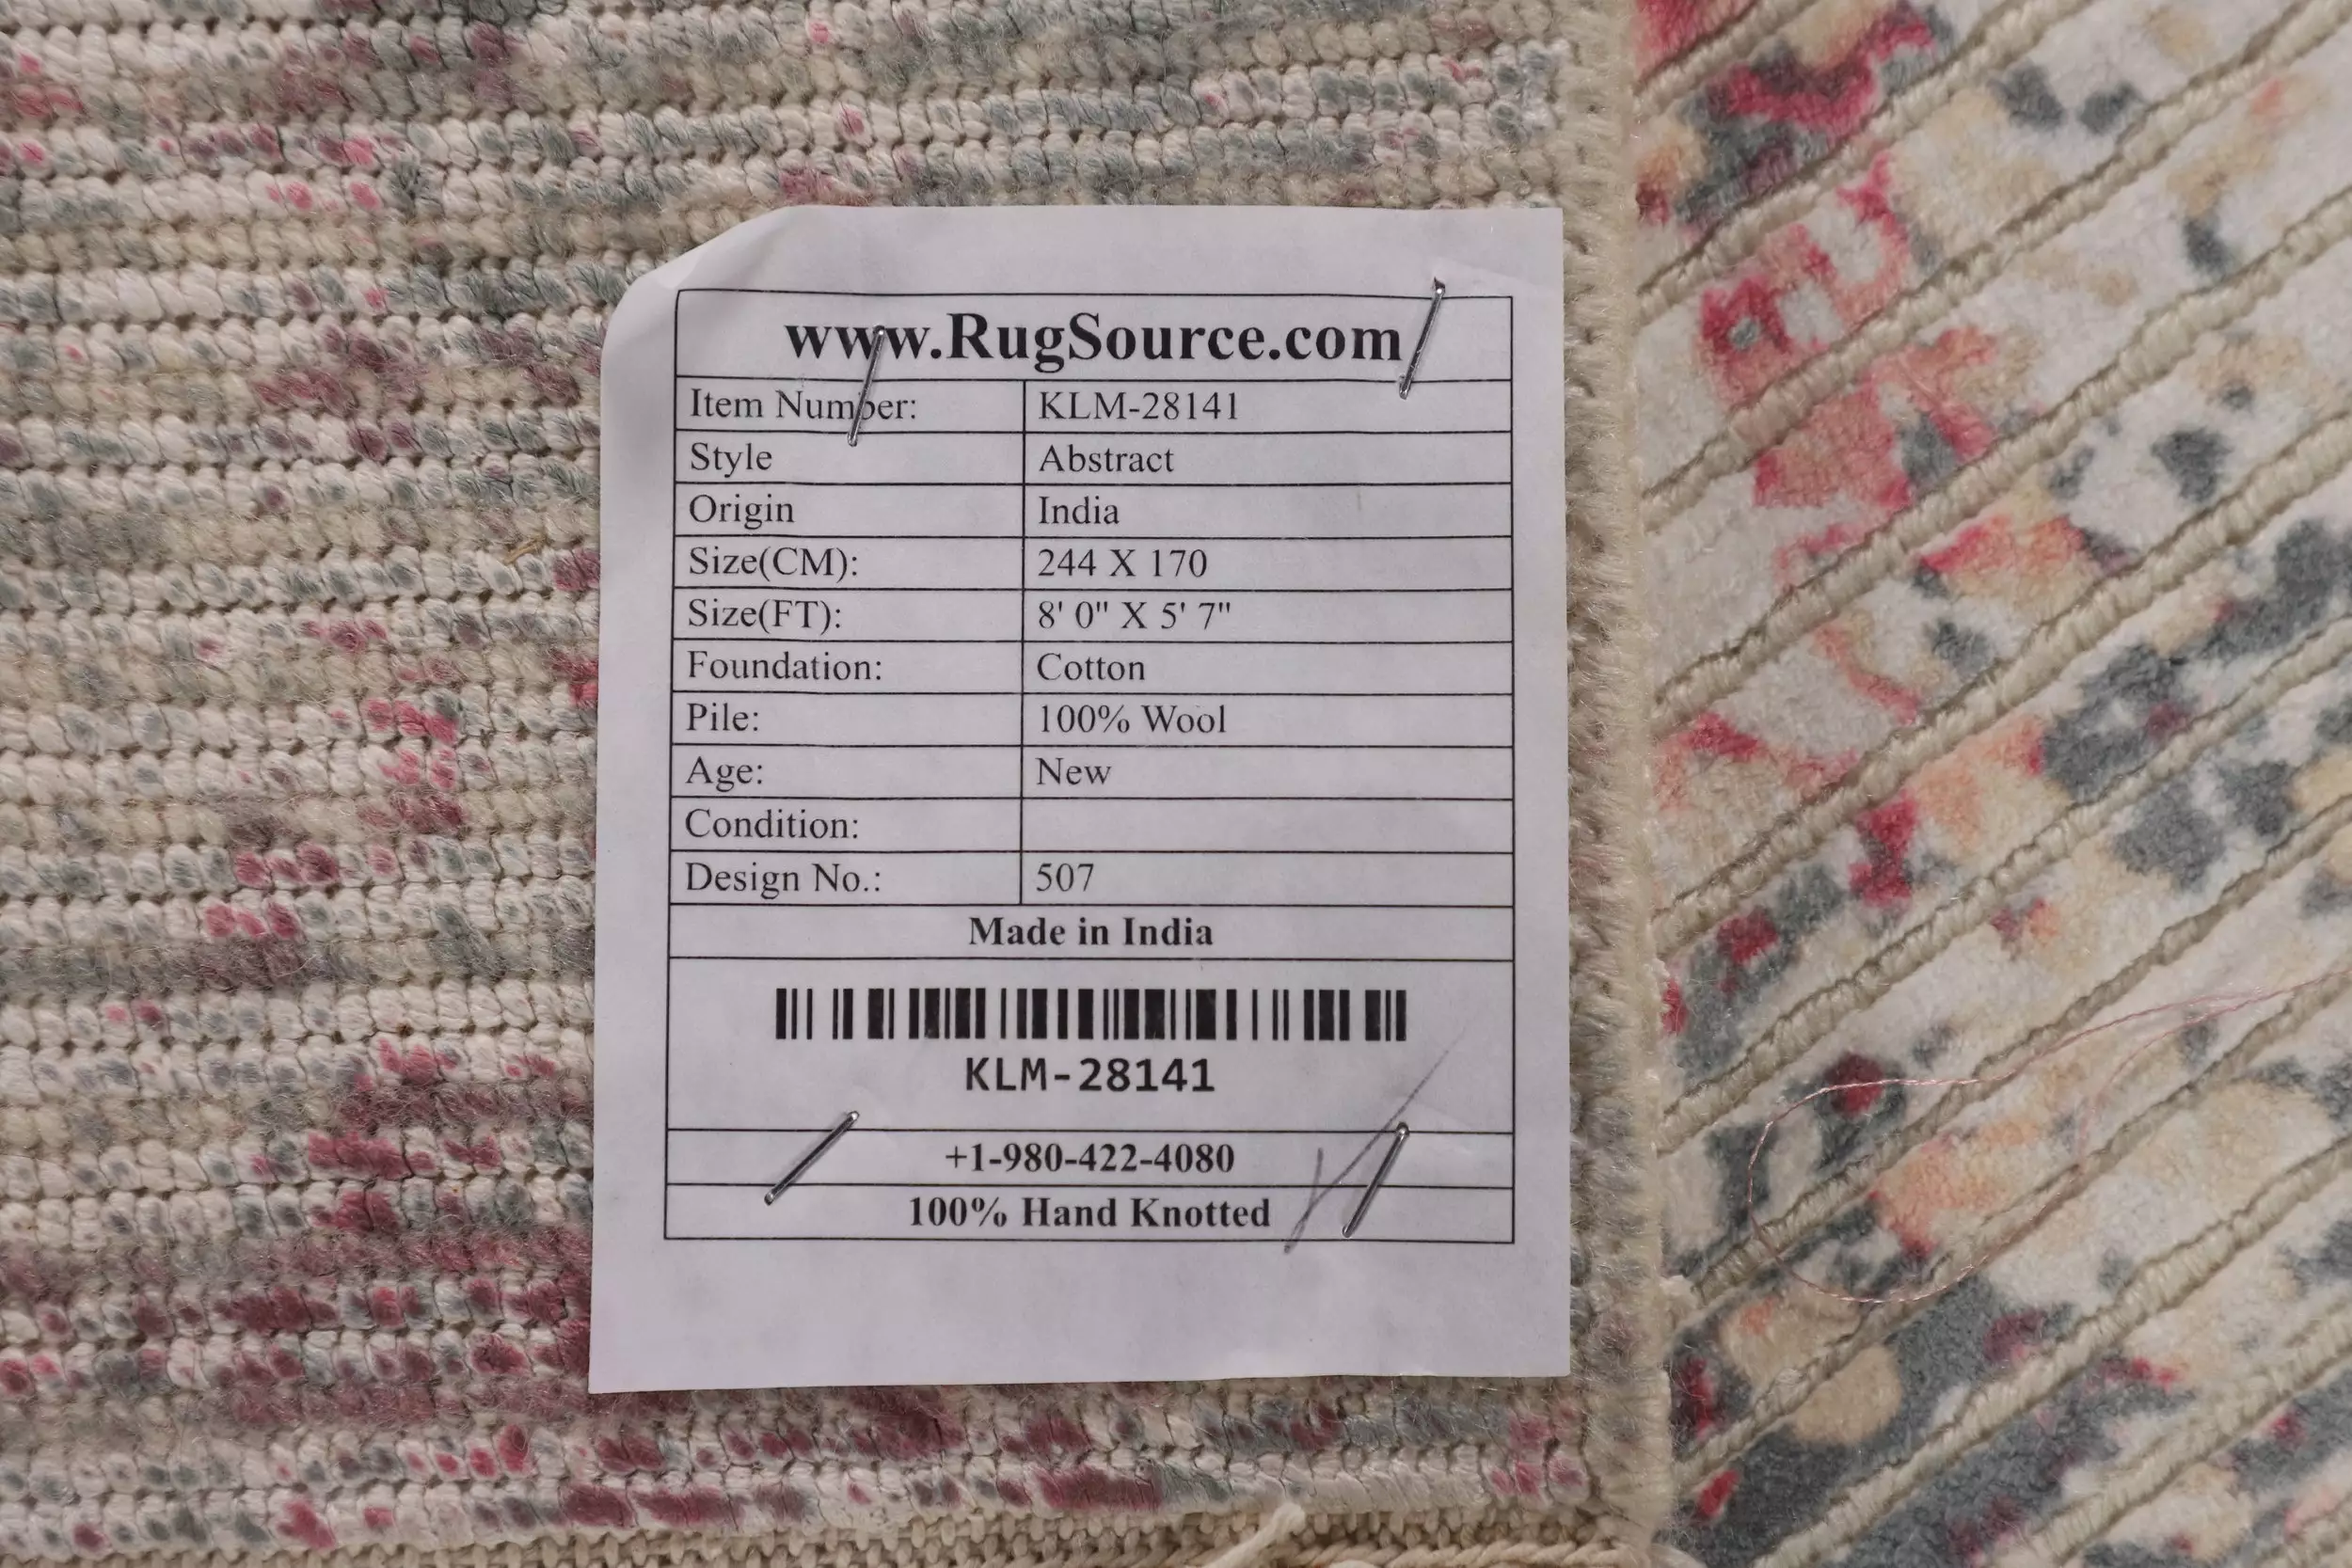 www.RugSource.com
Item Number: KLM-28141
Style Abstract
Origin India
Size(CM): 244 X 170
Size(FT): 8' 0" X 5' 7"
Foundation: Cotton
Pile: 100% Wool
Age: New
Condition:
Design No.: 507
Made in India
KLM-28141
+1-980-422-4080
100% Hand Knotted